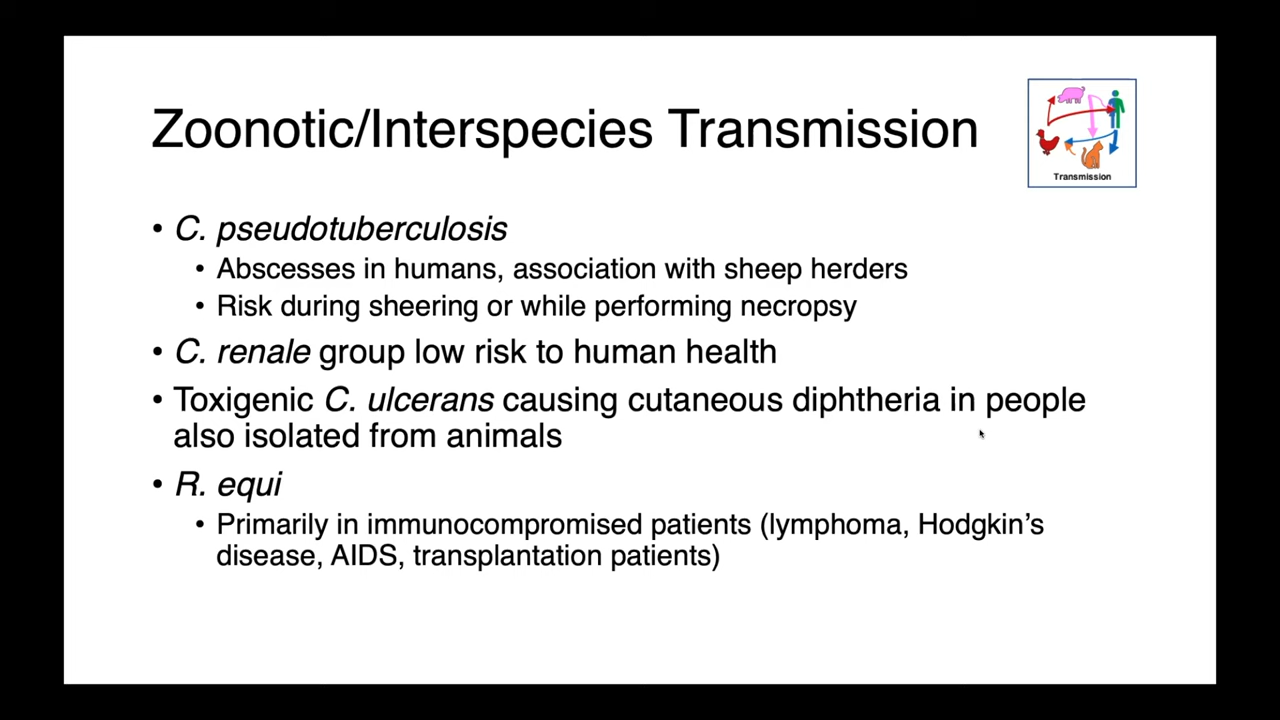 Zoonotic/Interspecies Transmission
Transmission
• C. pseudotuberculosis
• Abscesses in humans, association with sheep herders
• Risk during sheering or while performing necropsy
• C. renale group low risk to human health
• Toxigenic C. ulcerans causing cutaneous diphtheria in people
also isolated from animals
• R. equi
• Primarily in immunocompromised patients (lymphoma, Hodgkin’s
disease, AIDS, transplantation patients)